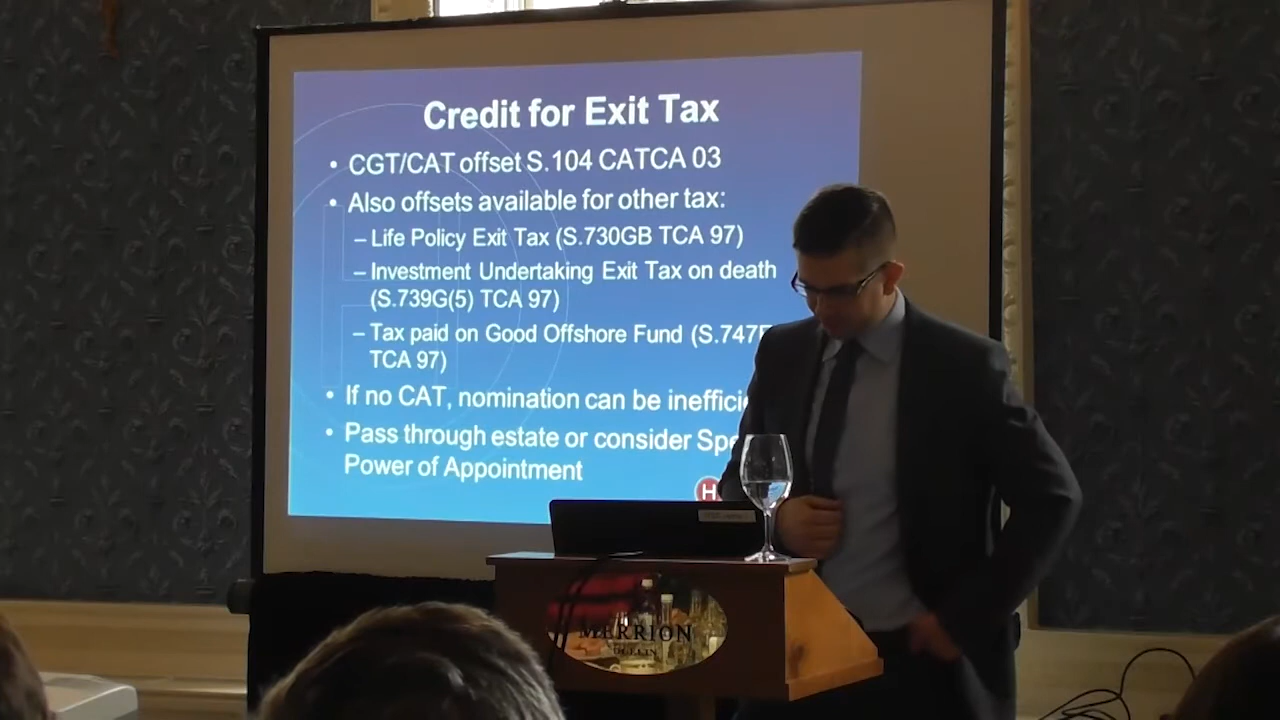 Credit for Exit Tax
• CGT/CAT offset S.104 CATCA 03
• Also offsets available for other tax:
– Life Policy Exit Tax (S.730GB TCA 97)
– Investment Undertaking Exit Tax on death
(S.739G(5) TCA 97)
– Tax paid on Good Offshore Fund (S.747
TCA 97)
• If no CAT, nomination can be
• Pass through estate or consider
Power of Appointment
H
MERRION
DUBLIN